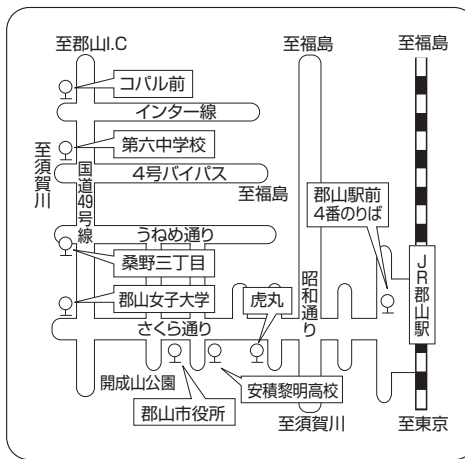 至郡山I.C
至福島
至福島
コパル前
インター線
第六中学校
至須賀川
国道49号線
4号バイパス
至福島
郡山駅前
4番のりば
うねめ通り
桑野三丁目
昭和通り
JR郡山駅
郡山女子大学
虎丸
さくら通り
開成山公園
安積黎明高校
郡山市役所
至須賀川
至東京